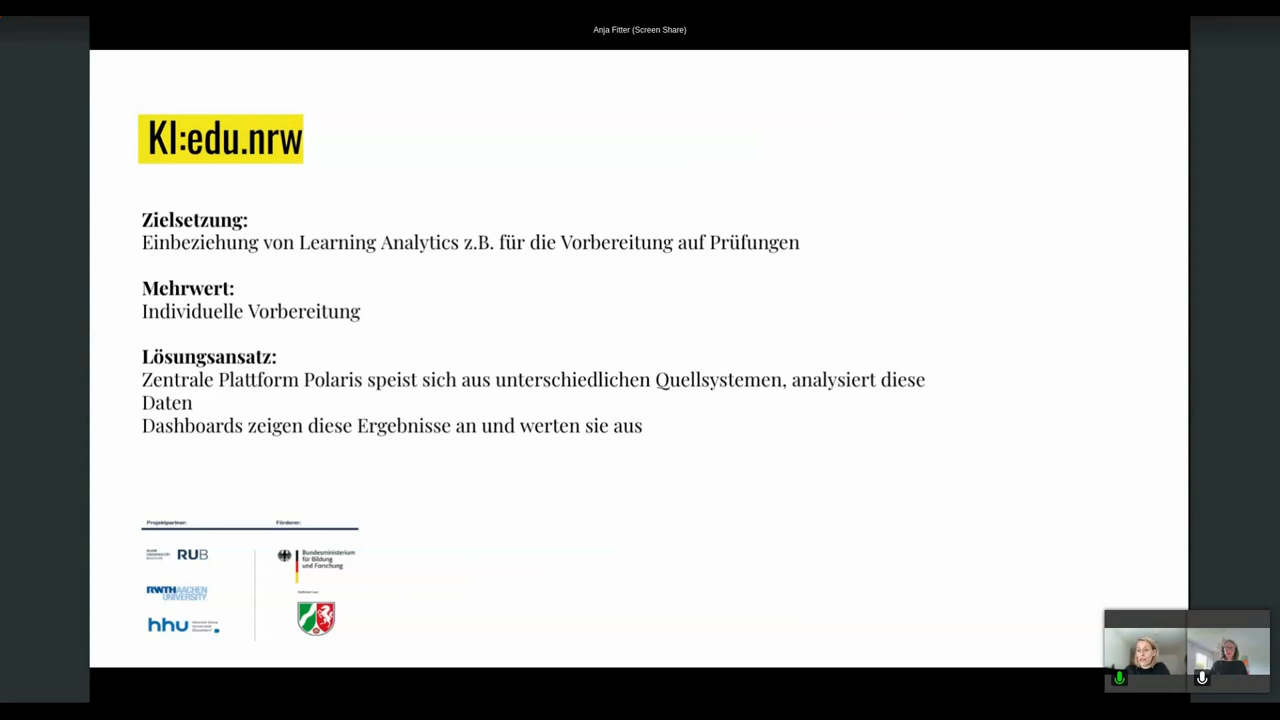 Anja Fitter (Screen Share)
KI:edu.nrw
Zielsetzung:
Einbeziehung von Learning Analytics z.B. für die Vorbereitung auf Prüfungen
Mehrwert:
Individuelle Vorbereitung
Lösungsansatz:
Zentrale Plattform Polaris speist sich aus unterschiedlichen Quellsystemen, analysiert diese
Daten
Dashboards zeigen diese Ergebnisse an und werten sie aus
Projektpartner:
Förderer:
RUB
Bundesministerium
für Bildung
und Forschung
RWTHAACHEN
UNIVERSITY
hhu